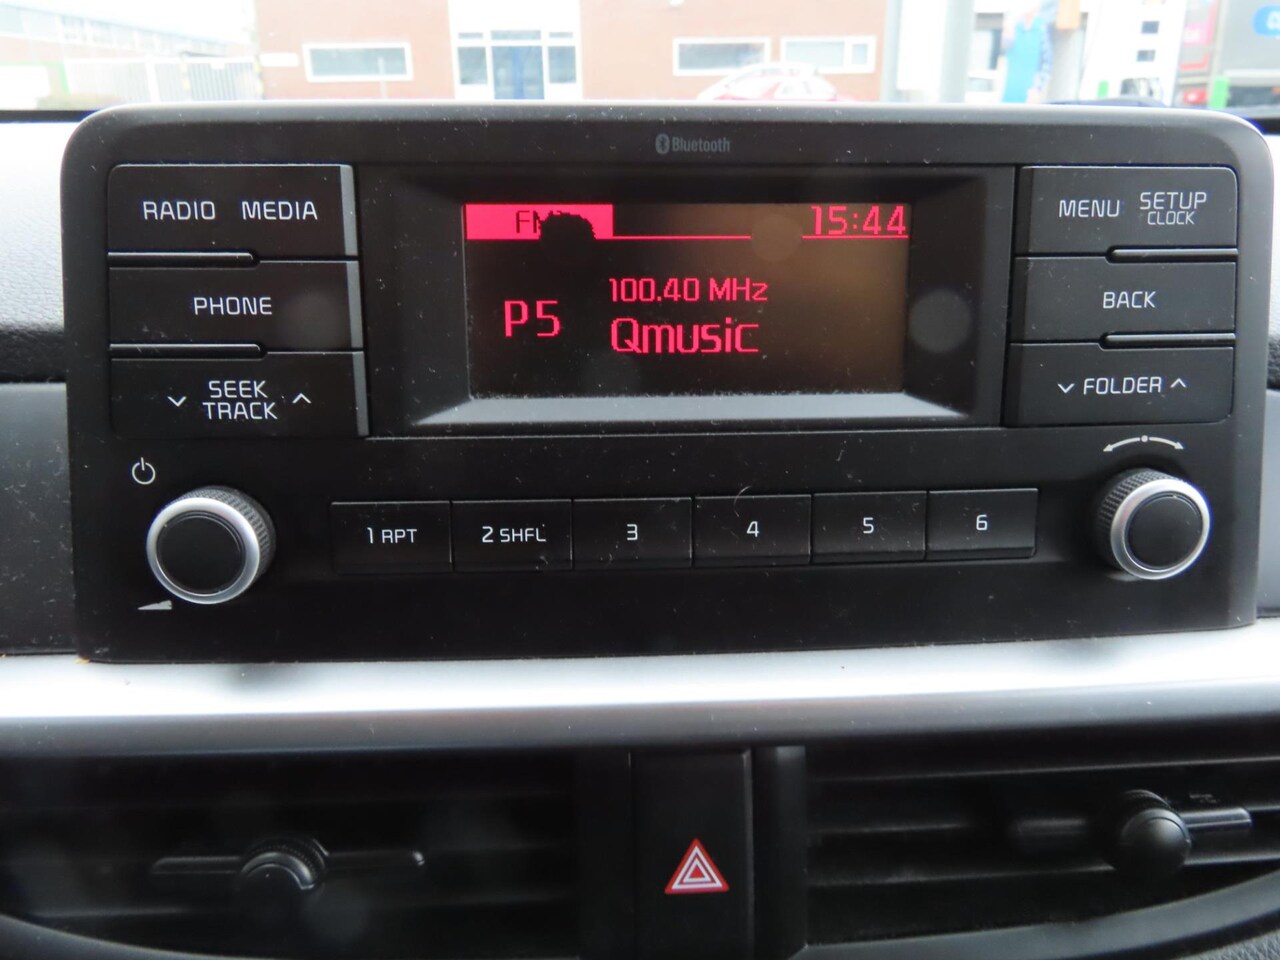 Bluetooth
RADIO MEDIA
PHONE
SEEK
TRACK
15:44
100.40 MHz
P5
Qmusic
MENU SETUP
CLOCK
BACK
FOLDER
1 RPT
2 SHFL
3
4
5
6